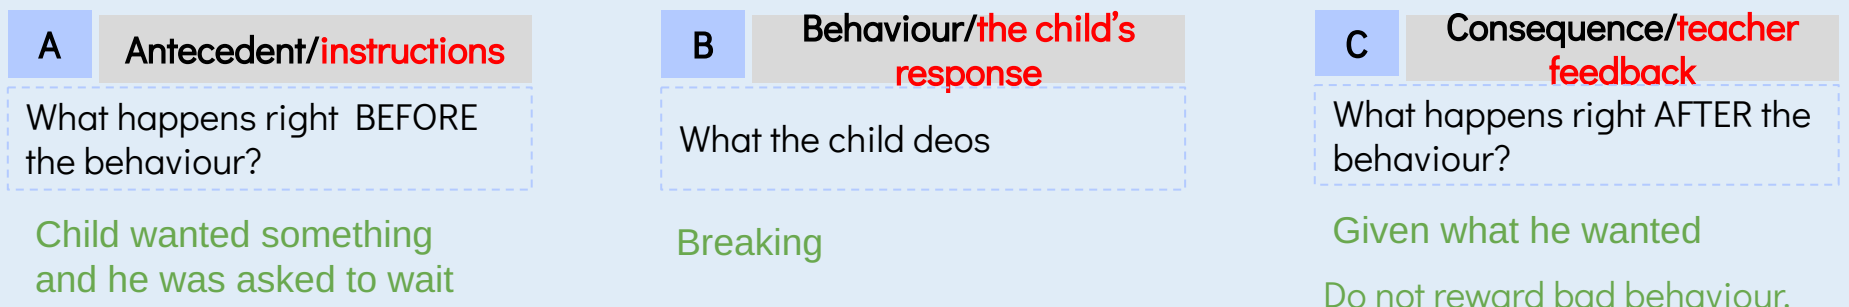 A
Antecedent/instructions
What happens right BEFORE
the behaviour?
Child wanted something
and he was asked to wait
B
Behaviour/the child's
response
What the child deos
Breaking
C
Consequence/teacher
feedback
What happens right AFTER the
behaviour?
Given what he wanted
Do not reward bad behaviour.